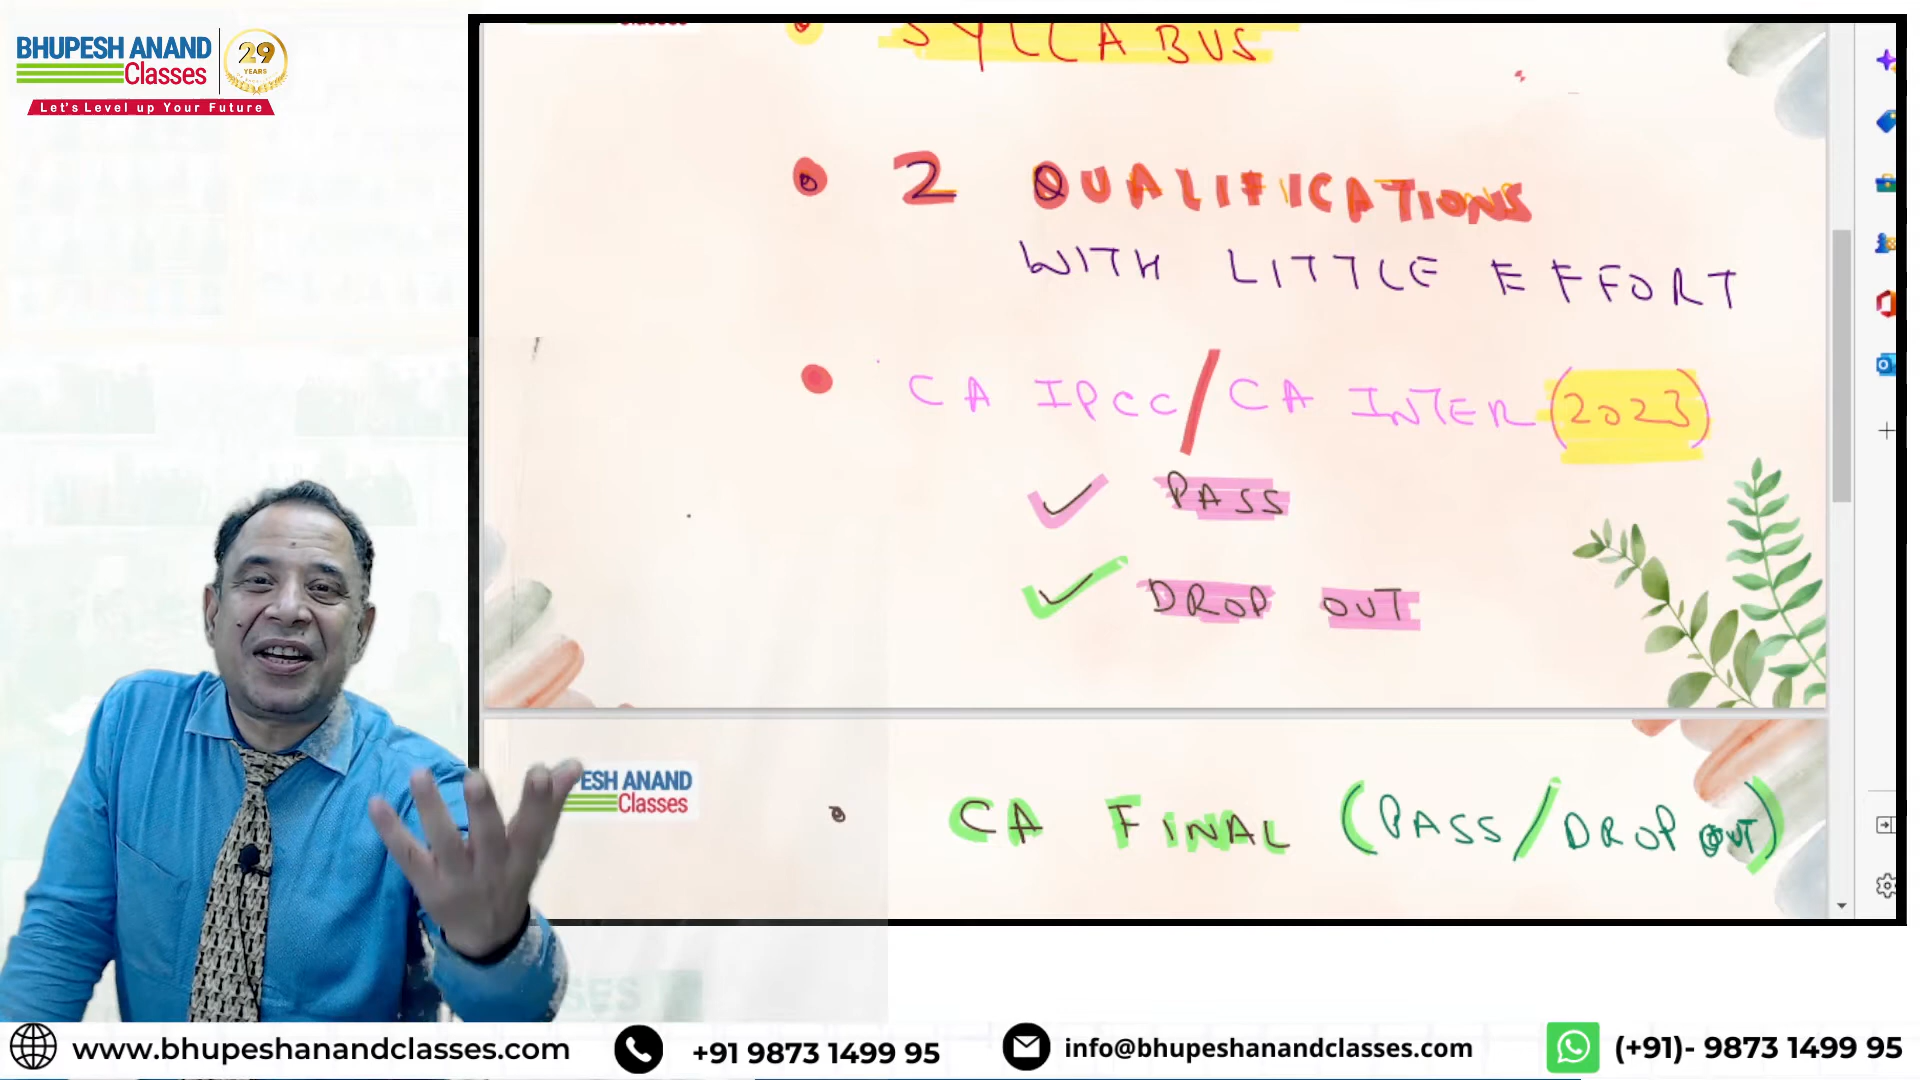 BHUPESH ANAND
Classes
29
YEARS
Let's Level up Your Future
Classes
SYLLABUS
2 QUALIFICATIONS
WITH LITTLE EFFORT
CA IPCC/CA INTER (2023)
PASS
DROP OUT
PESH ANAND
Classes
CA FINAL (PASS/DROP OUT)
www.bhupeshanandclasses.com
+91 9873 1499 95
info@bhupeshanandclasses.com
(+91)- 9873 1499 95